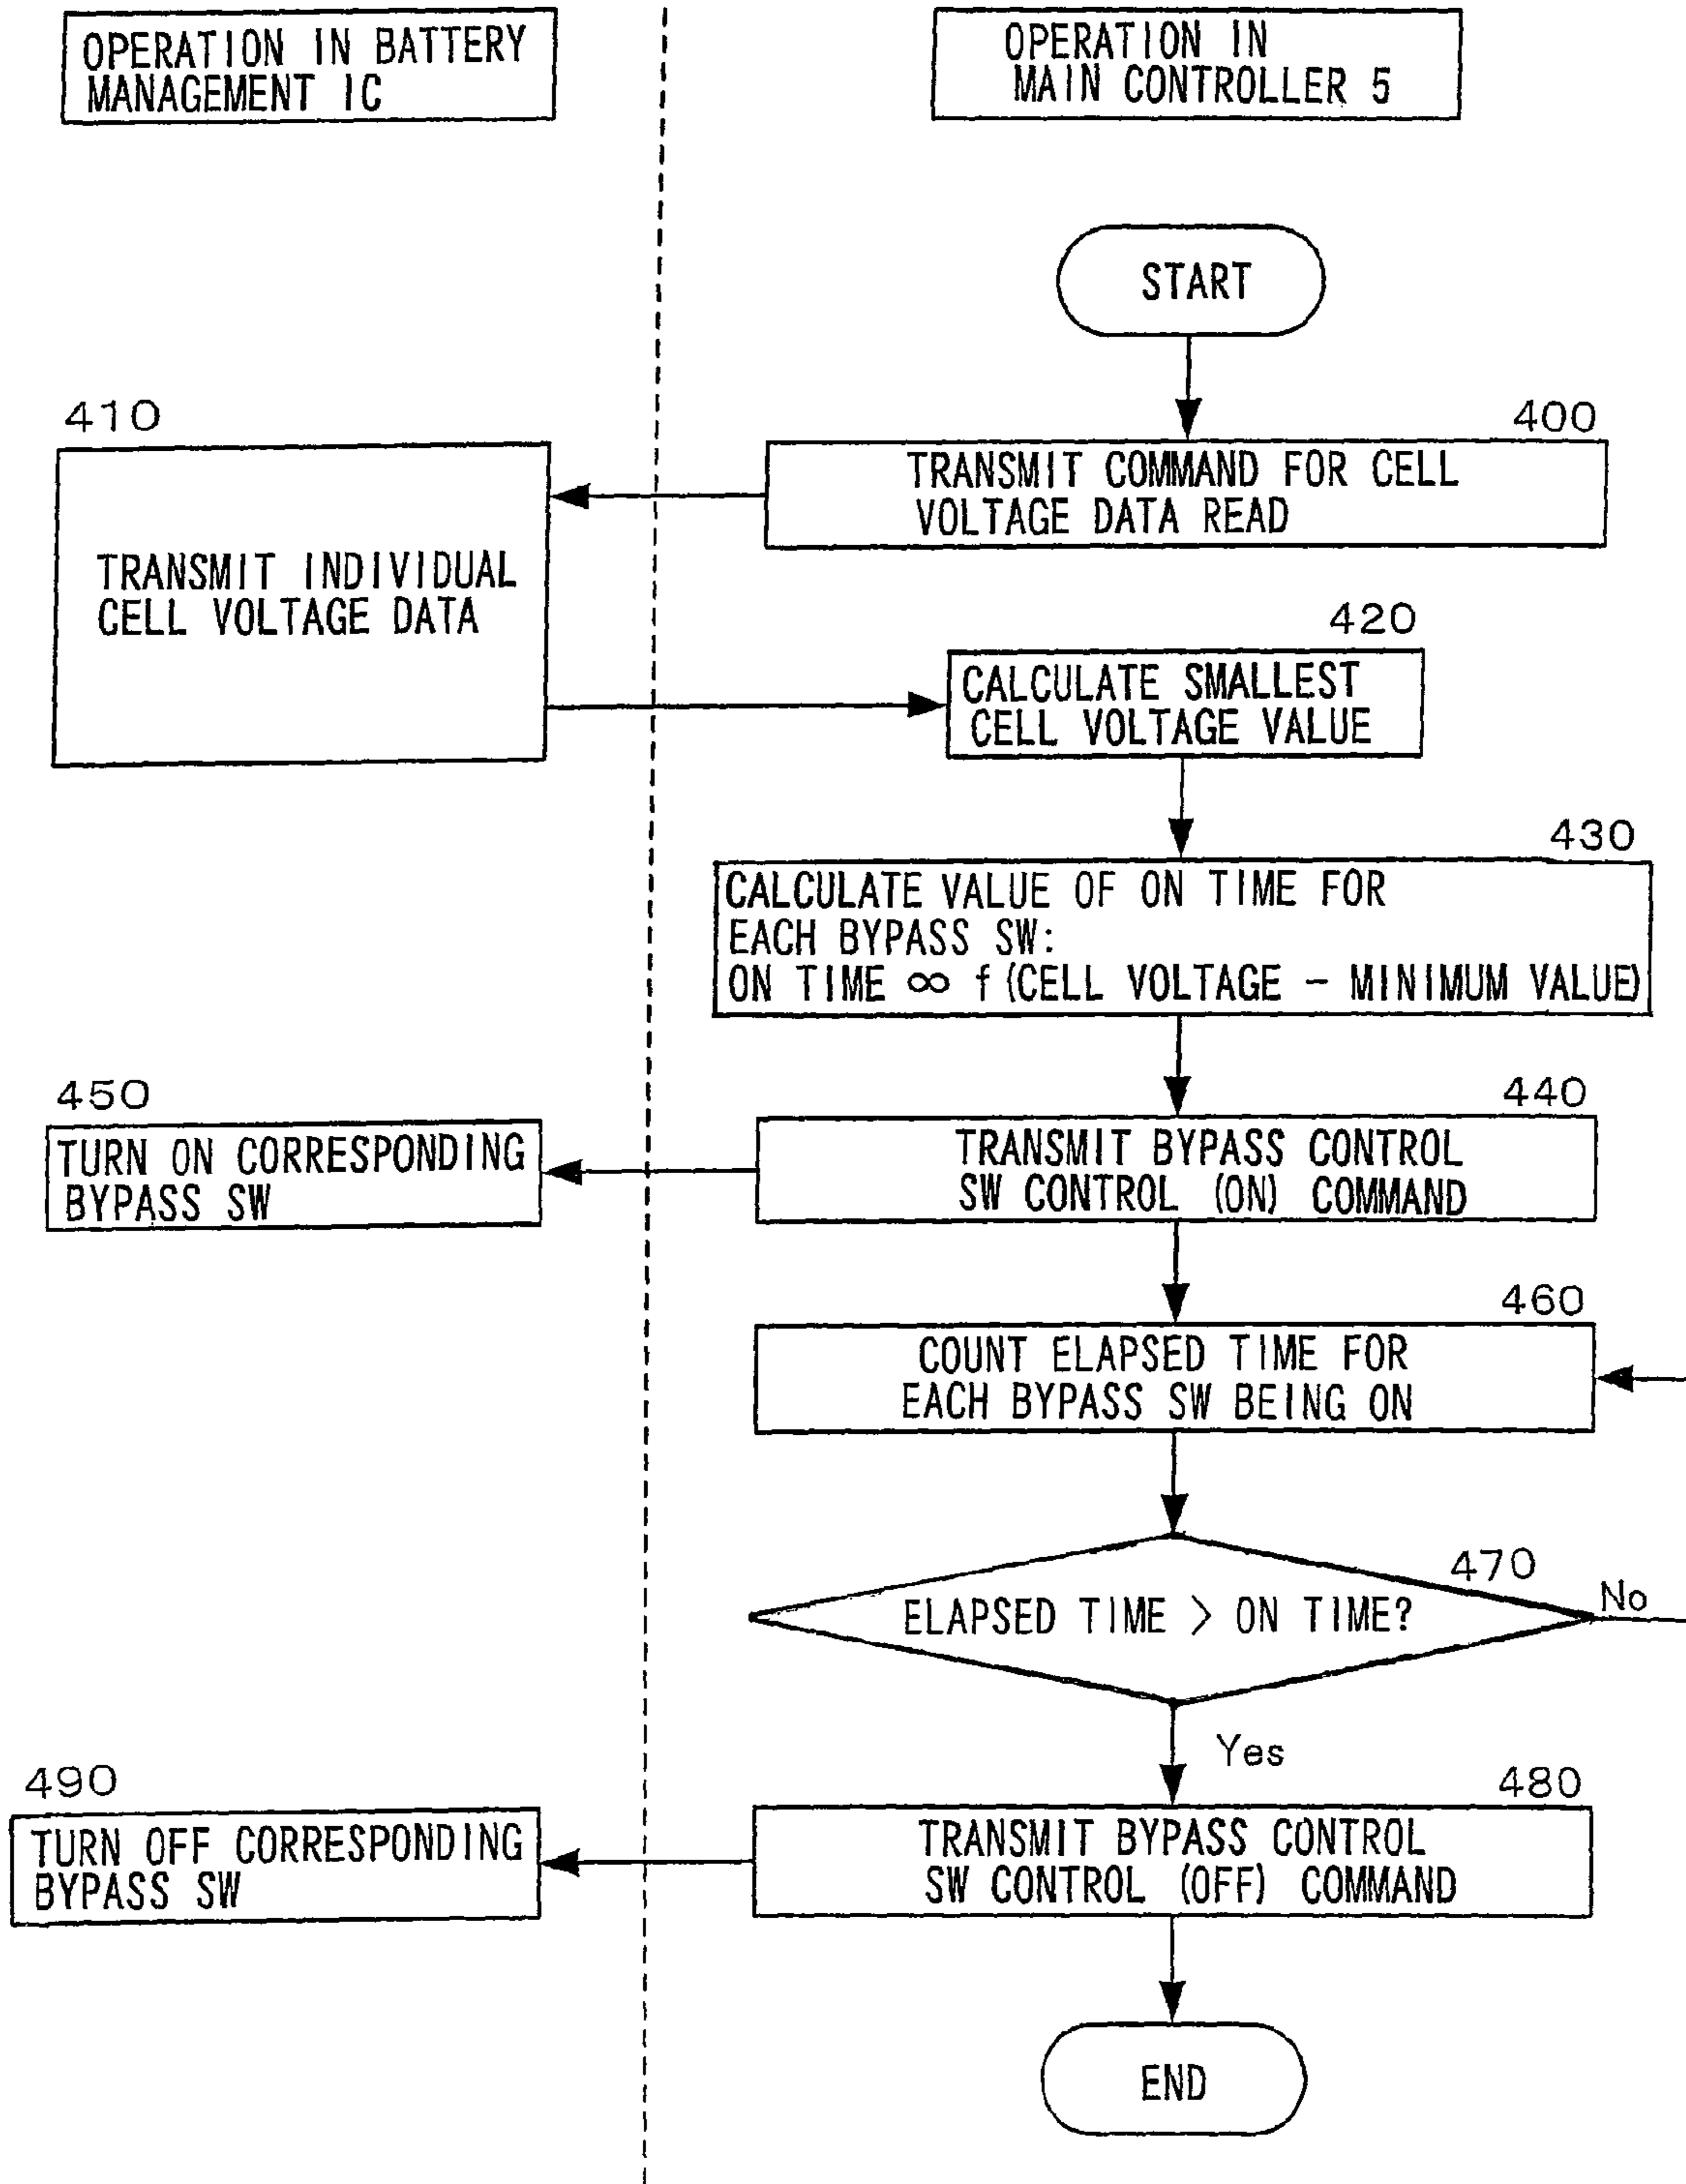 OPERATION IN BATTERY
MANAGEMENT IC
OPERATION IN
MAIN CONTROLLER 5
START
400
TRANSMIT COMMAND FOR CELL
VOLTAGE DATA READ
410
TRANSMIT INDIVIDUAL
CELL VOLTAGE DATA
420
CALCULATE SMALLEST
CELL VOLTAGE VALUE
430
CALCULATE VALUE OF ON TIME FOR
EACH BYPASS SW:
ON TIME ∞ f (CELL VOLTAGE - MINIMUM VALUE)
440
TRANSMIT BYPASS CONTROL
SW CONTROL (ON) COMMAND
450
TURN ON CORRESPONDING
BYPASS SW
460
COUNT ELAPSED TIME FOR
EACH BYPASS SW BEING ON
470
ELAPSED TIME > ON TIME?
No
Yes
480
TRANSMIT BYPASS CONTROL
SW CONTROL (OFF) COMMAND
490
TURN OFF CORRESPONDING
BYPASS SW
END